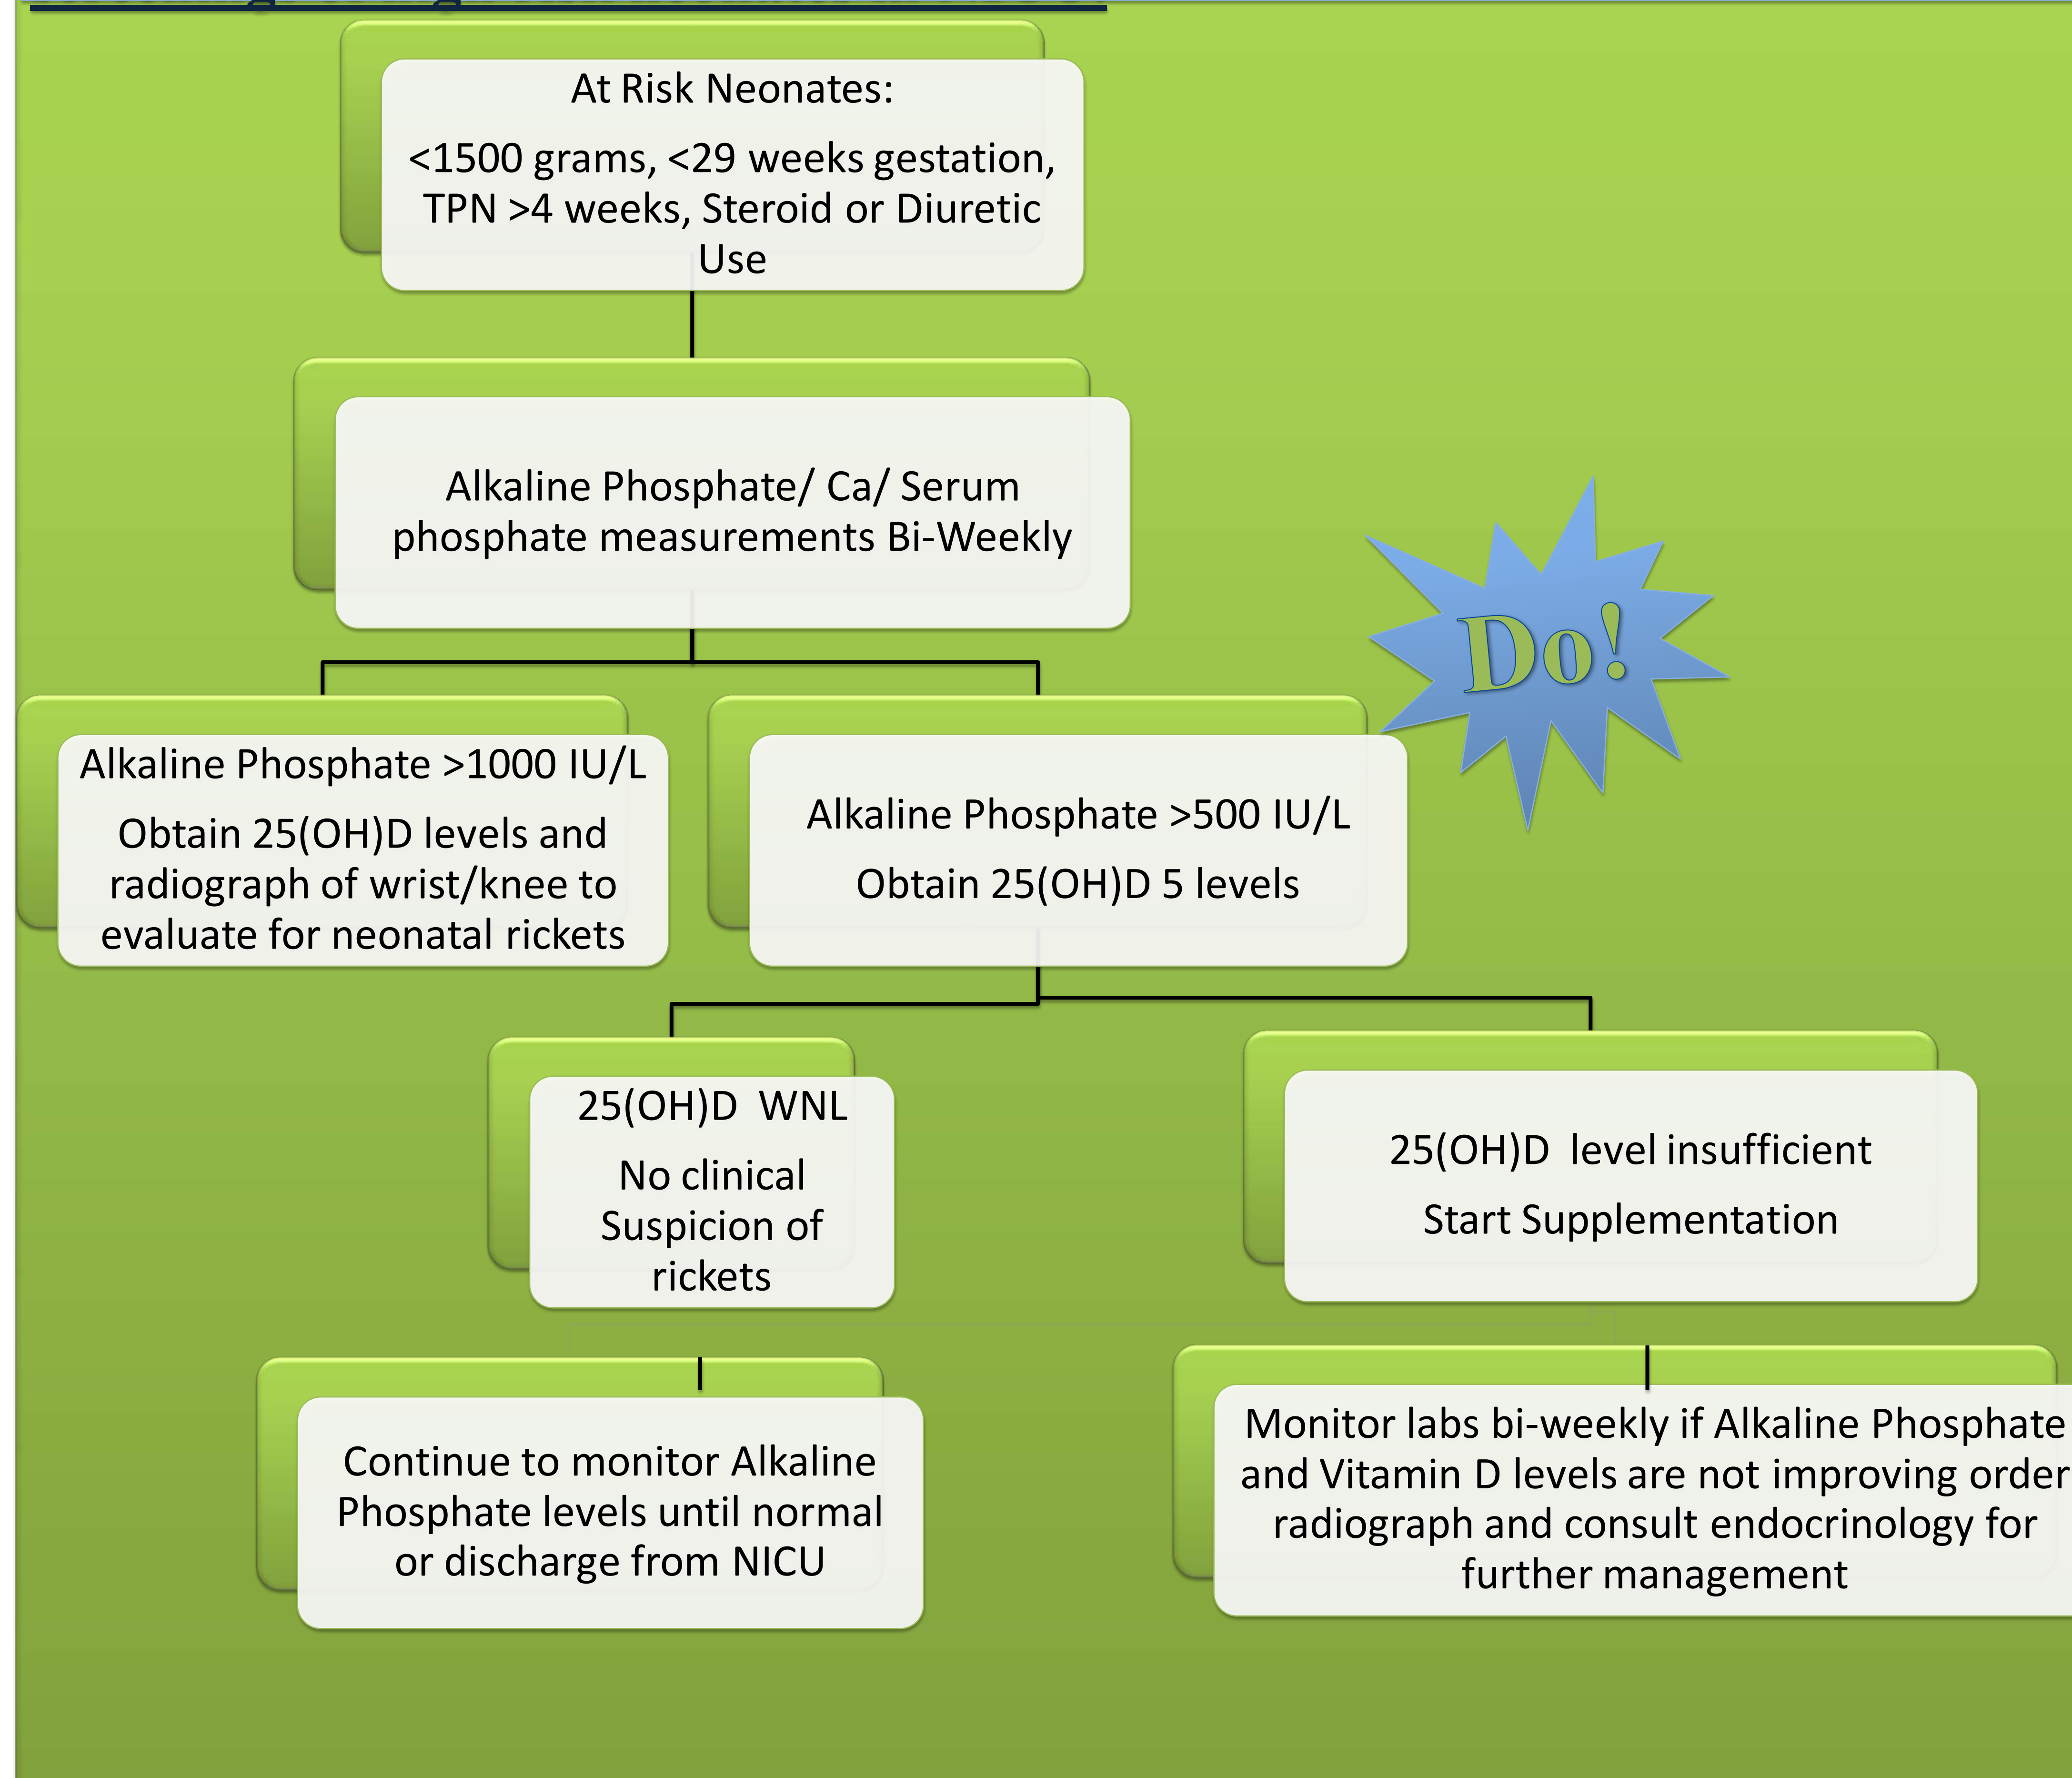 At Risk Neonates:
<1500 grams, <29 weeks gestation,
TPN >4 weeks, Steroid or Diuretic
Use
Alkaline Phosphate/ Ca/ Serum
phosphate measurements Bi-Weekly
Do!
Alkaline Phosphate >1000 IU/L
Obtain 25(OH)D levels and
radiograph of wrist/knee to
evaluate for neonatal rickets
Alkaline Phosphate >500 IU/L
Obtain 25(OH)D 5 levels
25(OH)D  WNL
No clinical
Suspicion of
rickets
25(OH)D  level insufficient
Start Supplementation
Continue to monitor Alkaline
Phosphate levels until normal
or discharge from NICU
Monitor labs bi-weekly if Alkaline Phosphate
and Vitamin D levels are not improving order
radiograph and consult endocrinology for
further management